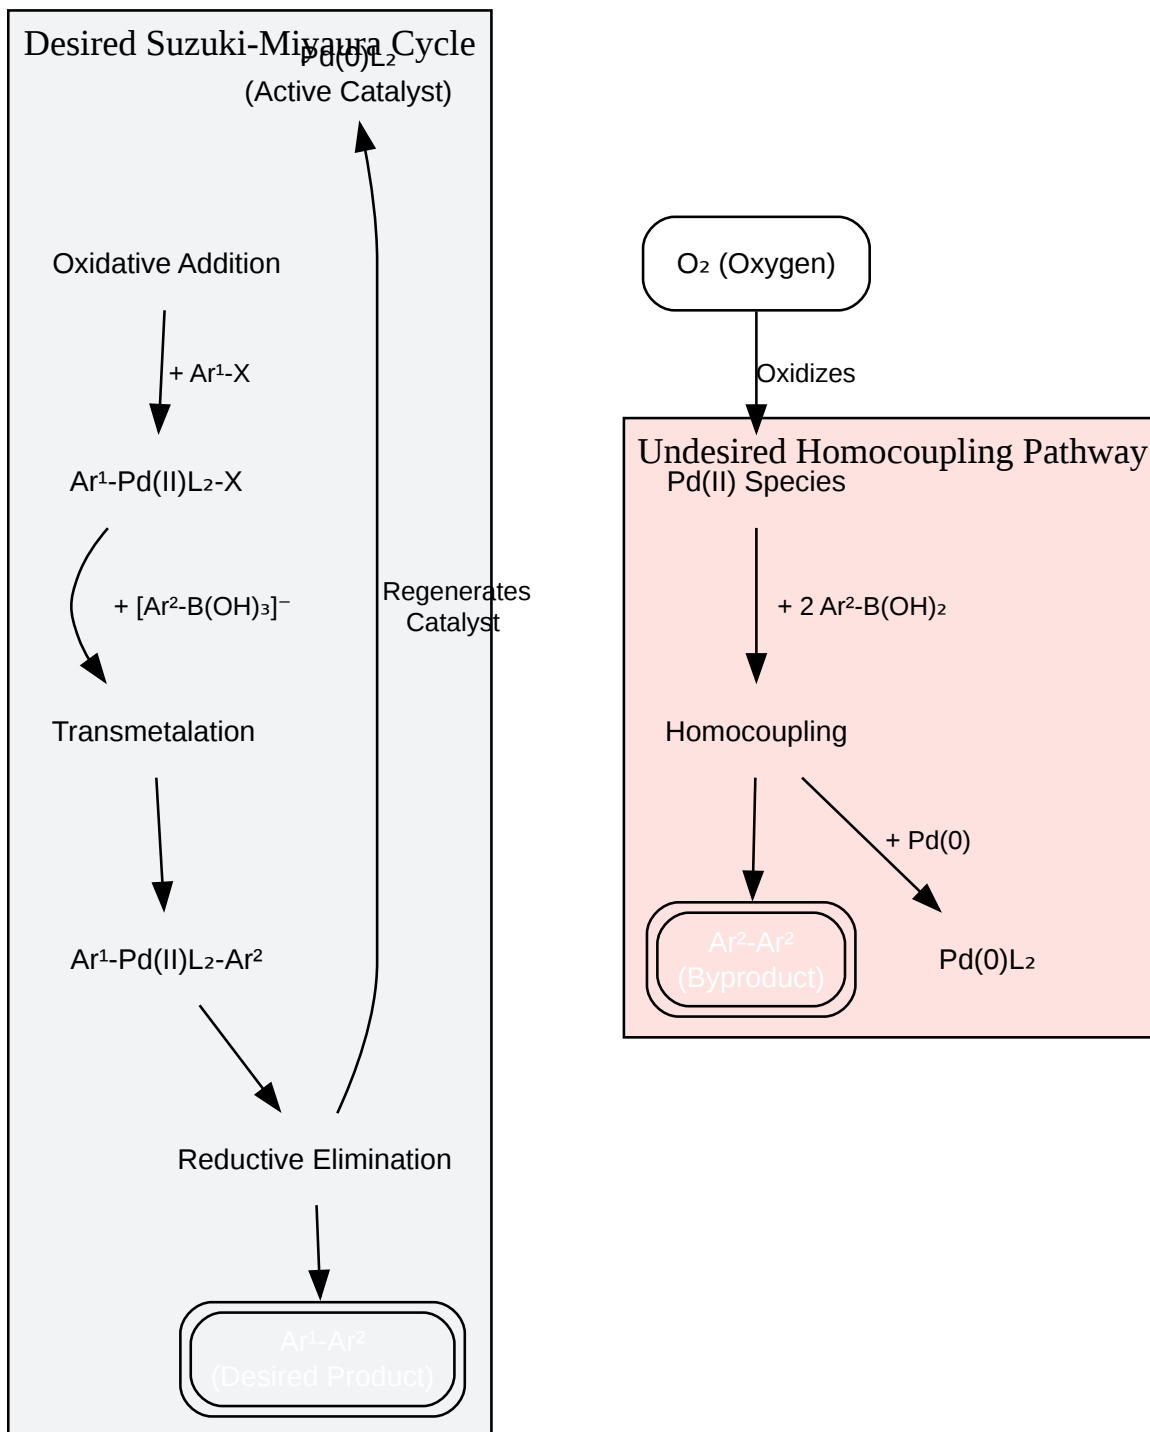 Desired Suzuki-Miyaura Cycle
Pd(0)L₂
(Active Catalyst)
Oxidative Addition
+ Ar¹-X
Ar¹-Pd(II)L₂-X
+ [Ar²-B(OH)₃]⁻
Transmetalation
Ar¹-Pd(II)L₂-Ar²
Regenerates
Catalyst
Reductive Elimination
Ar¹-Ar²
(Desired Product)
O₂ (Oxygen)
Oxidizes
Undesired Homocoupling Pathway
Pd(II) Species
+ 2 Ar²-B(OH)₂
Homocoupling
+ Pd(0)
Ar²-Ar²
(Byproduct)
Pd(0)L₂